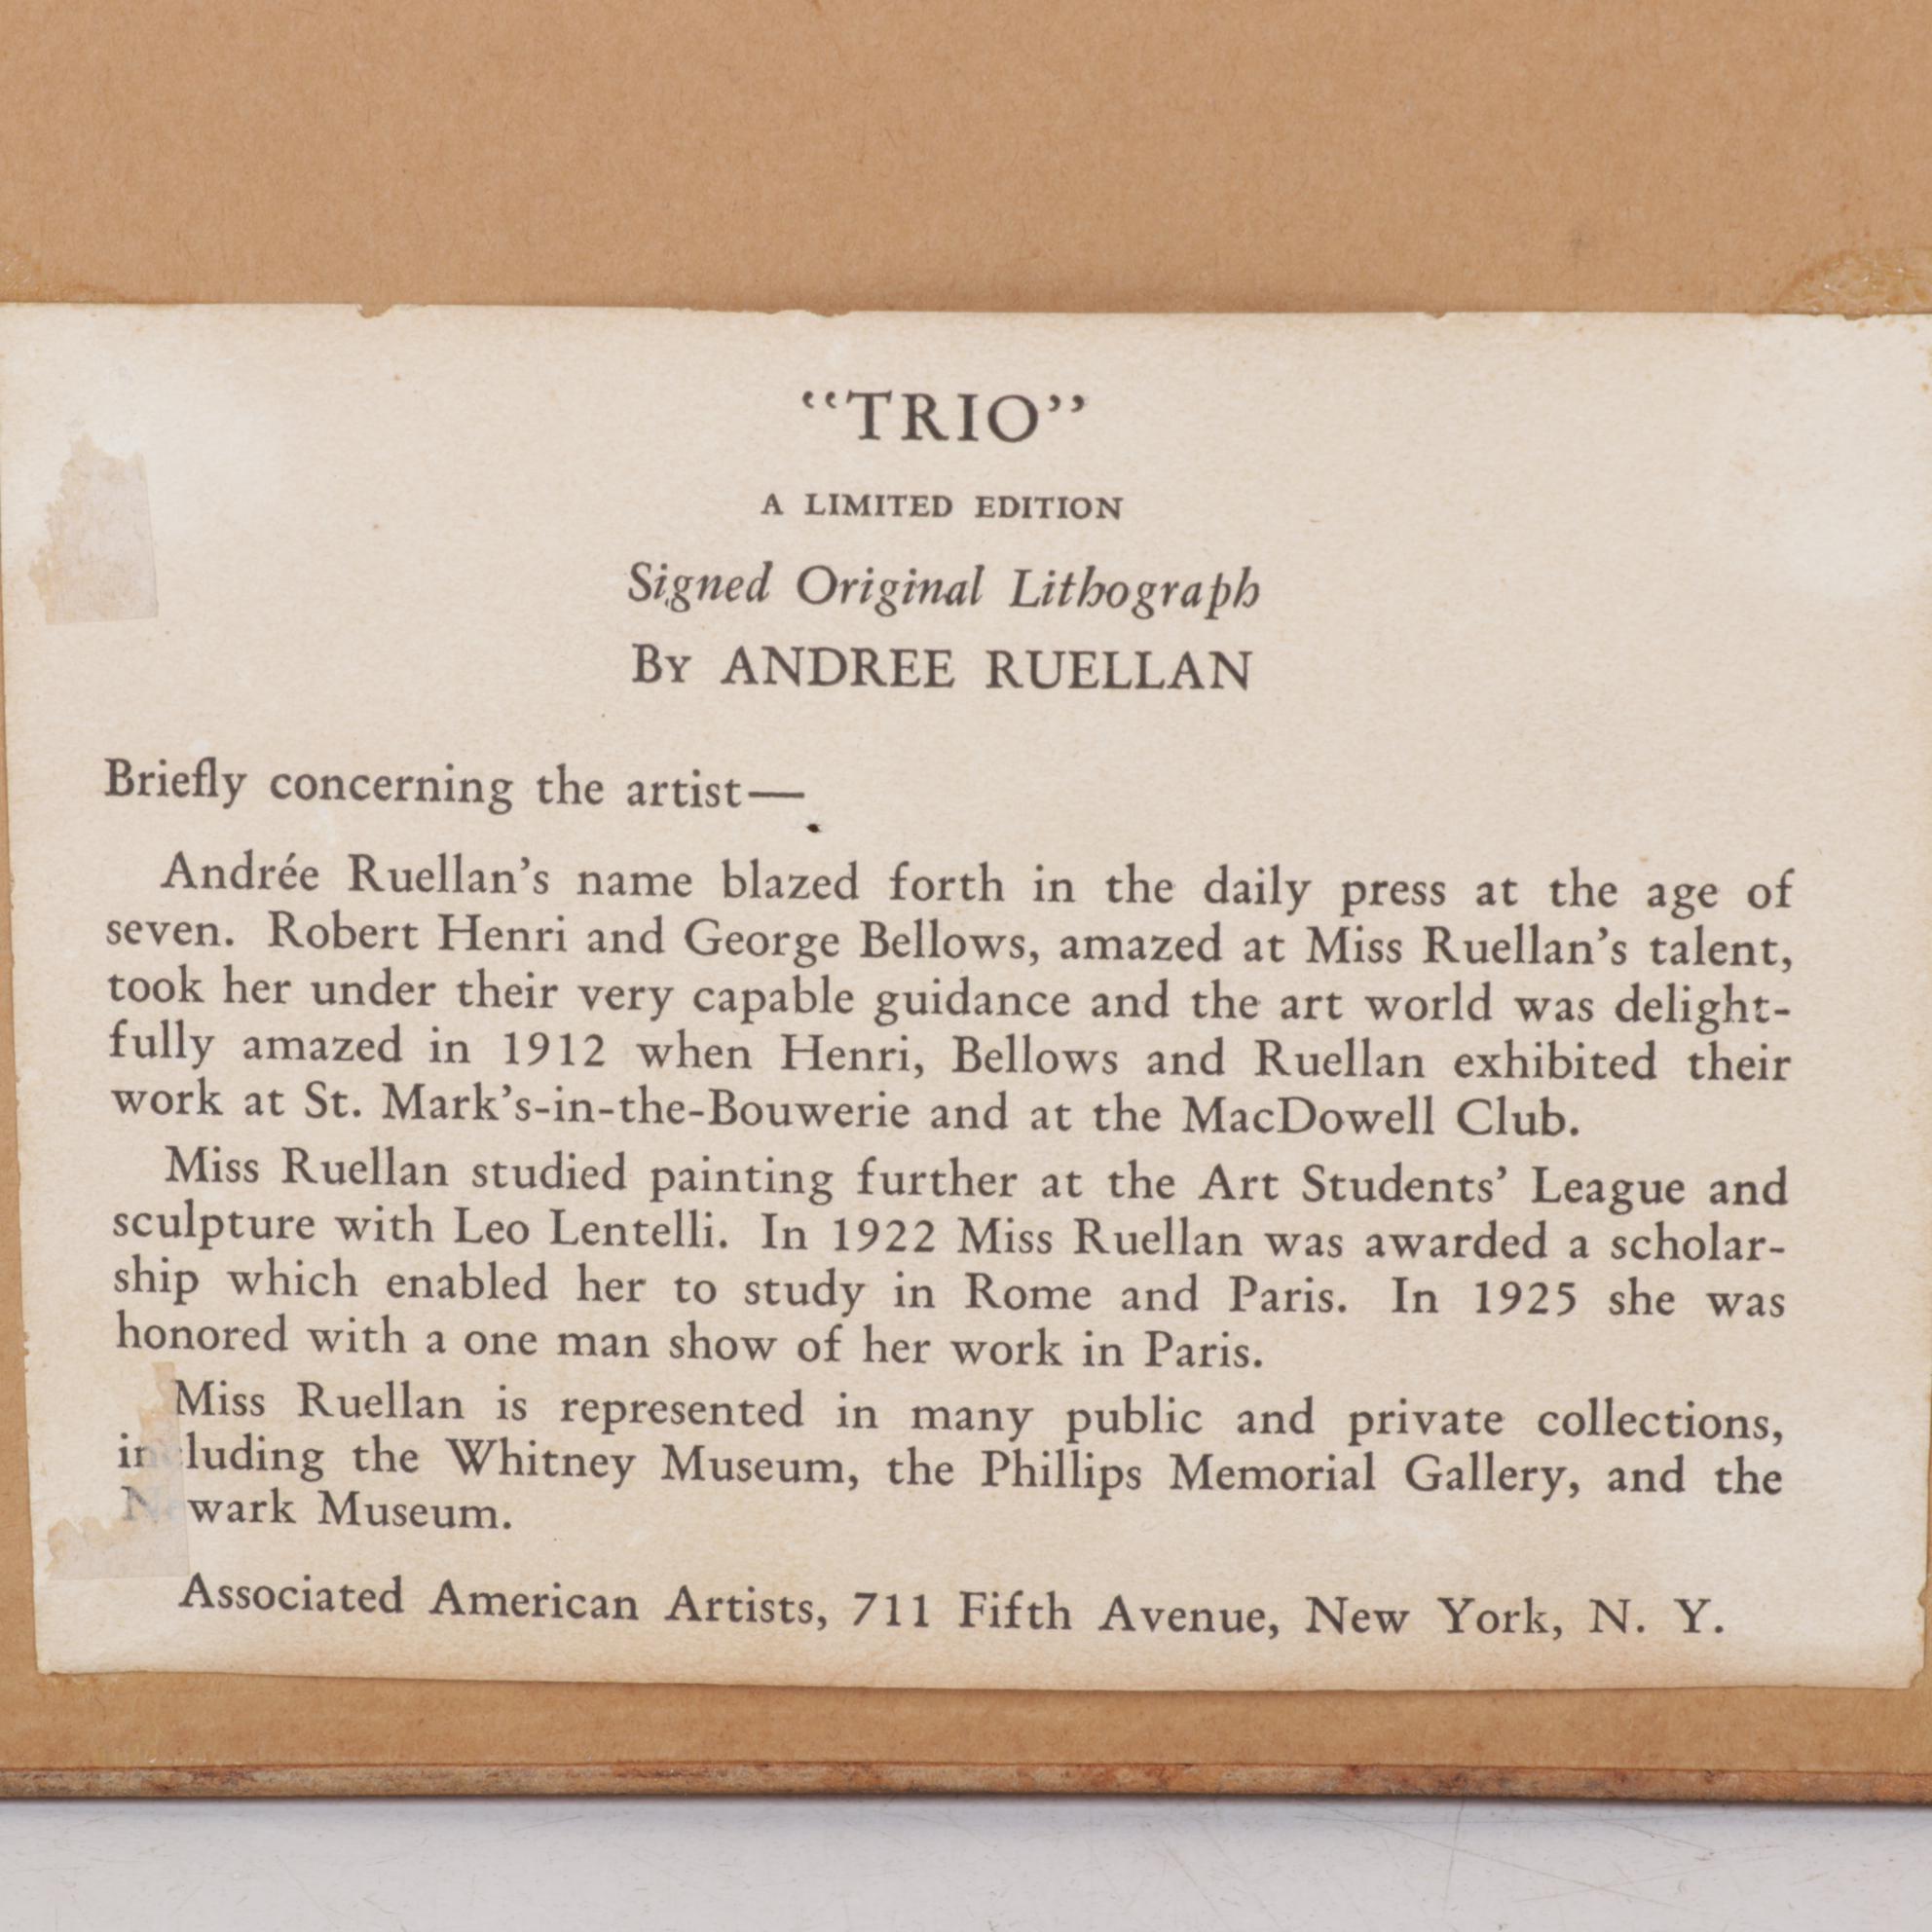 “TRIO”
A LIMITED EDITION
Signed Original Lithograph
BY ANDREE RUELLAN
Briefly concerning the artist—
Andrée Ruellan’s name blazed forth in the daily press at the age of
seven. Robert Henri and George Bellows, amazed at Miss Ruellan’s talent,
took her under their very capable guidance and the art world was delight-
fully amazed in 1912 when Henri, Bellows and Ruellan exhibited their
work at St. Mark’s-in-the-Bouwerie and at the MacDowell Club.
Miss Ruellan studied painting further at the Art Students’ League and
sculpture with Leo Lentelli. In 1922 Miss Ruellan was awarded a scholar-
ship which enabled her to study in Rome and Paris. In 1925 she was
honored with a one man show of her work in Paris.
Miss Ruellan is represented in many public and private collections,
including the Whitney Museum, the Phillips Memorial Gallery, and the
Newark Museum.
Associated American Artists, 711 Fifth Avenue, New York, N. Y.